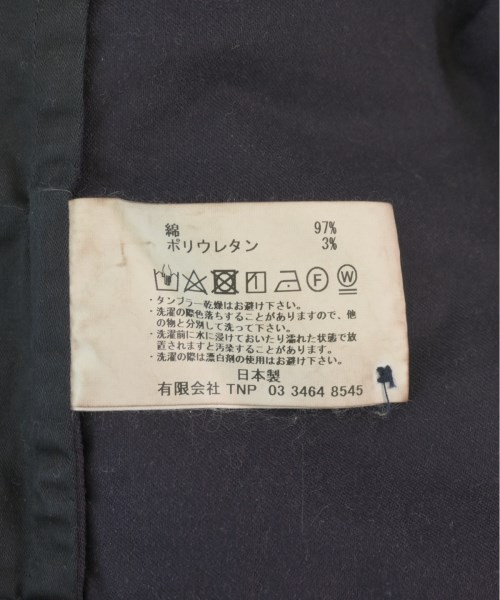 綿 97%
ポリウレタン 3%
F W
・タンブラー乾燥はお避け下さい。
・洗濯の際色落ちすることがありますので、他
の物と分別して洗って下さい。
・洗濯前に水に浸けておいたり濡れた状態で放
置されますと汚染することがあります。
・洗濯の際は漂白剤の使用はお避け下さい。
日本製
有限会社 TNP 03 3464 8545